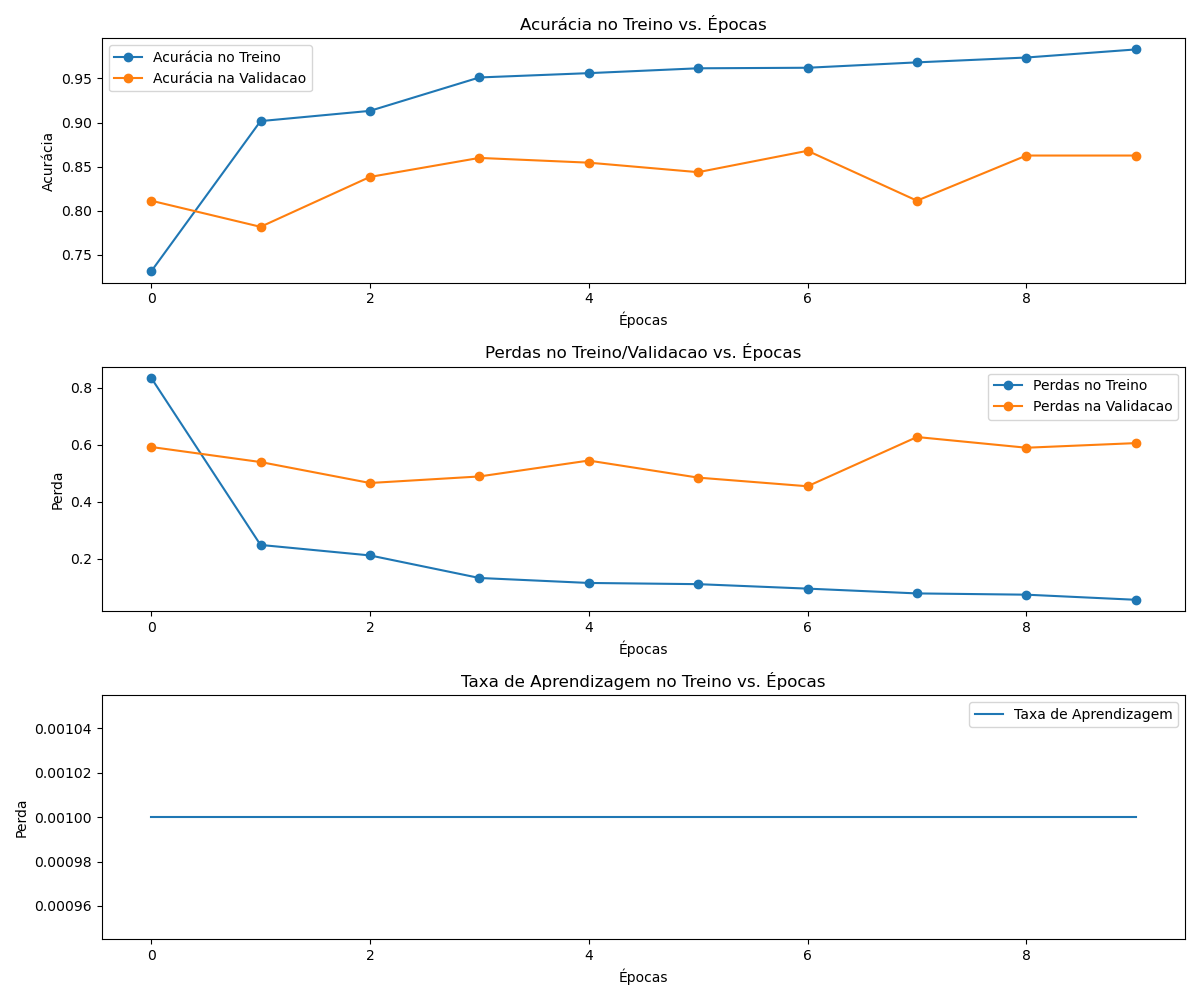 Acurácia no Treino vs. Épocas
Acurácia no Treino
Acurácia na Validacao
Acurácia
0.95
0.90
0.85
0.80
0.75
0 2 4 6 8
Épocas
Perdas no Treino/Validacao vs. Épocas
Perdas no Treino
Perdas na Validacao
Perda
0.8
0.6
0.4
0.2
0 2 4 6 8
Épocas
Taxa de Aprendizagem no Treino vs. Épocas
Taxa de Aprendizagem
Perda
0.00104
0.00102
0.00100
0.00098
0.00096
0 2 4 6 8
Épocas